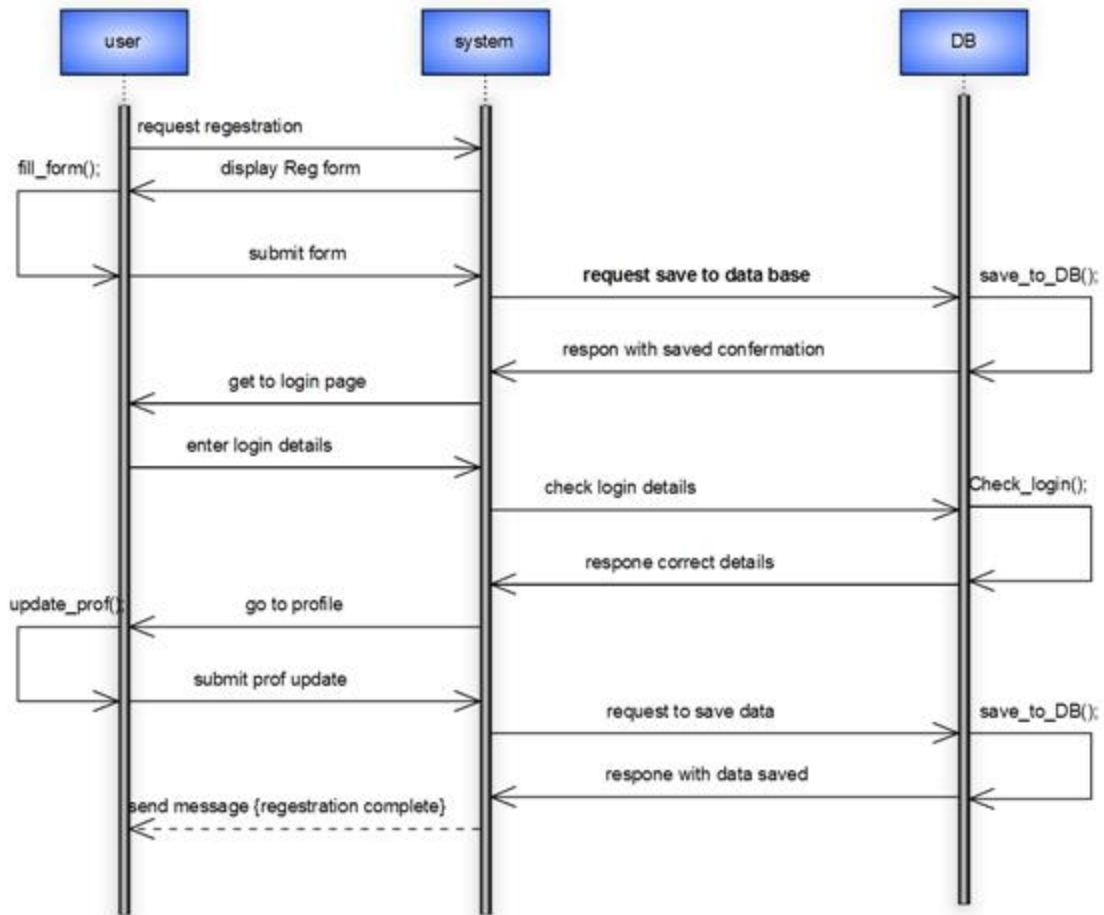 user
system
DB
request regestration
fill_form();
display Reg form
submit form
request save to data base
save_to_DB();
respon with saved confermation
get to login page
enter login details
check login details
Check_login();
respone correct details
update_prof();
go to profile
submit prof update
request to save data
save_to_DB();
respone with data saved
send message {regestration complete}